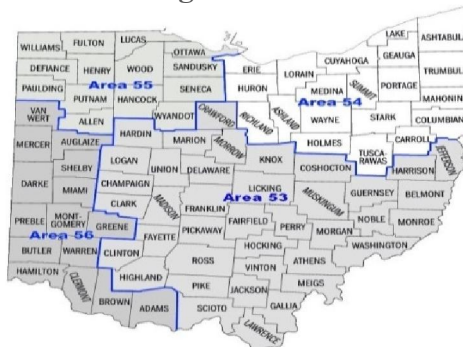 LAKE
ASHTABUL
WILLIAMS
FULTON
LUCAS
OTTAWA
CUYAHOGA
GEAUGA
DEFIANCE
HENRY
WOOD
SANDUSKY
ERIE
LORAIN
TRUMBUL
Area 55
PAULDING
SENECA
HURON
MEDINA
SUMMIT
PORTAGE
Area 54
MAHONIN
PUTNAM
HANCOCK
ASHLAND
VAN
WERT
ALLEN
WYANDOT
CRAWFORD
RICHLAND
WAYNE
STARK
COLUMBIAN
HARDIN
MERCER
AUGLAIZE
MARION
MORROW
HOLMES
CARROLL
JEFFERSON
LOGAN
KNOX
TUSCA-
RAWAS
SHELBY
UNION
DELAWARE
COSHOCTON
HARRISON
DARKE
MIAMI
CHAMPAIGN
LICKING
Area 53
MUSKINGUM
GUERNSEY
BELMONT
CLARK
MADISON
FRANKLIN
PREBLE
MONT-
GOMERY
GREENE
FAIRFIELD
PERRY
NOBLE
MONROE
Area 56
FAYETTE
PICKAWAY
MORGAN
BUTLER
WARREN
CLINTON
HOCKING
WASHINGTON
HAMILTON
CLERMONT
HIGHLAND
ROSS
VINTON
ATHENS
BROWN
ADAMS
PIKE
JACKSON
MEIGS
SCIOTO
GALLIA
LAWRENCE